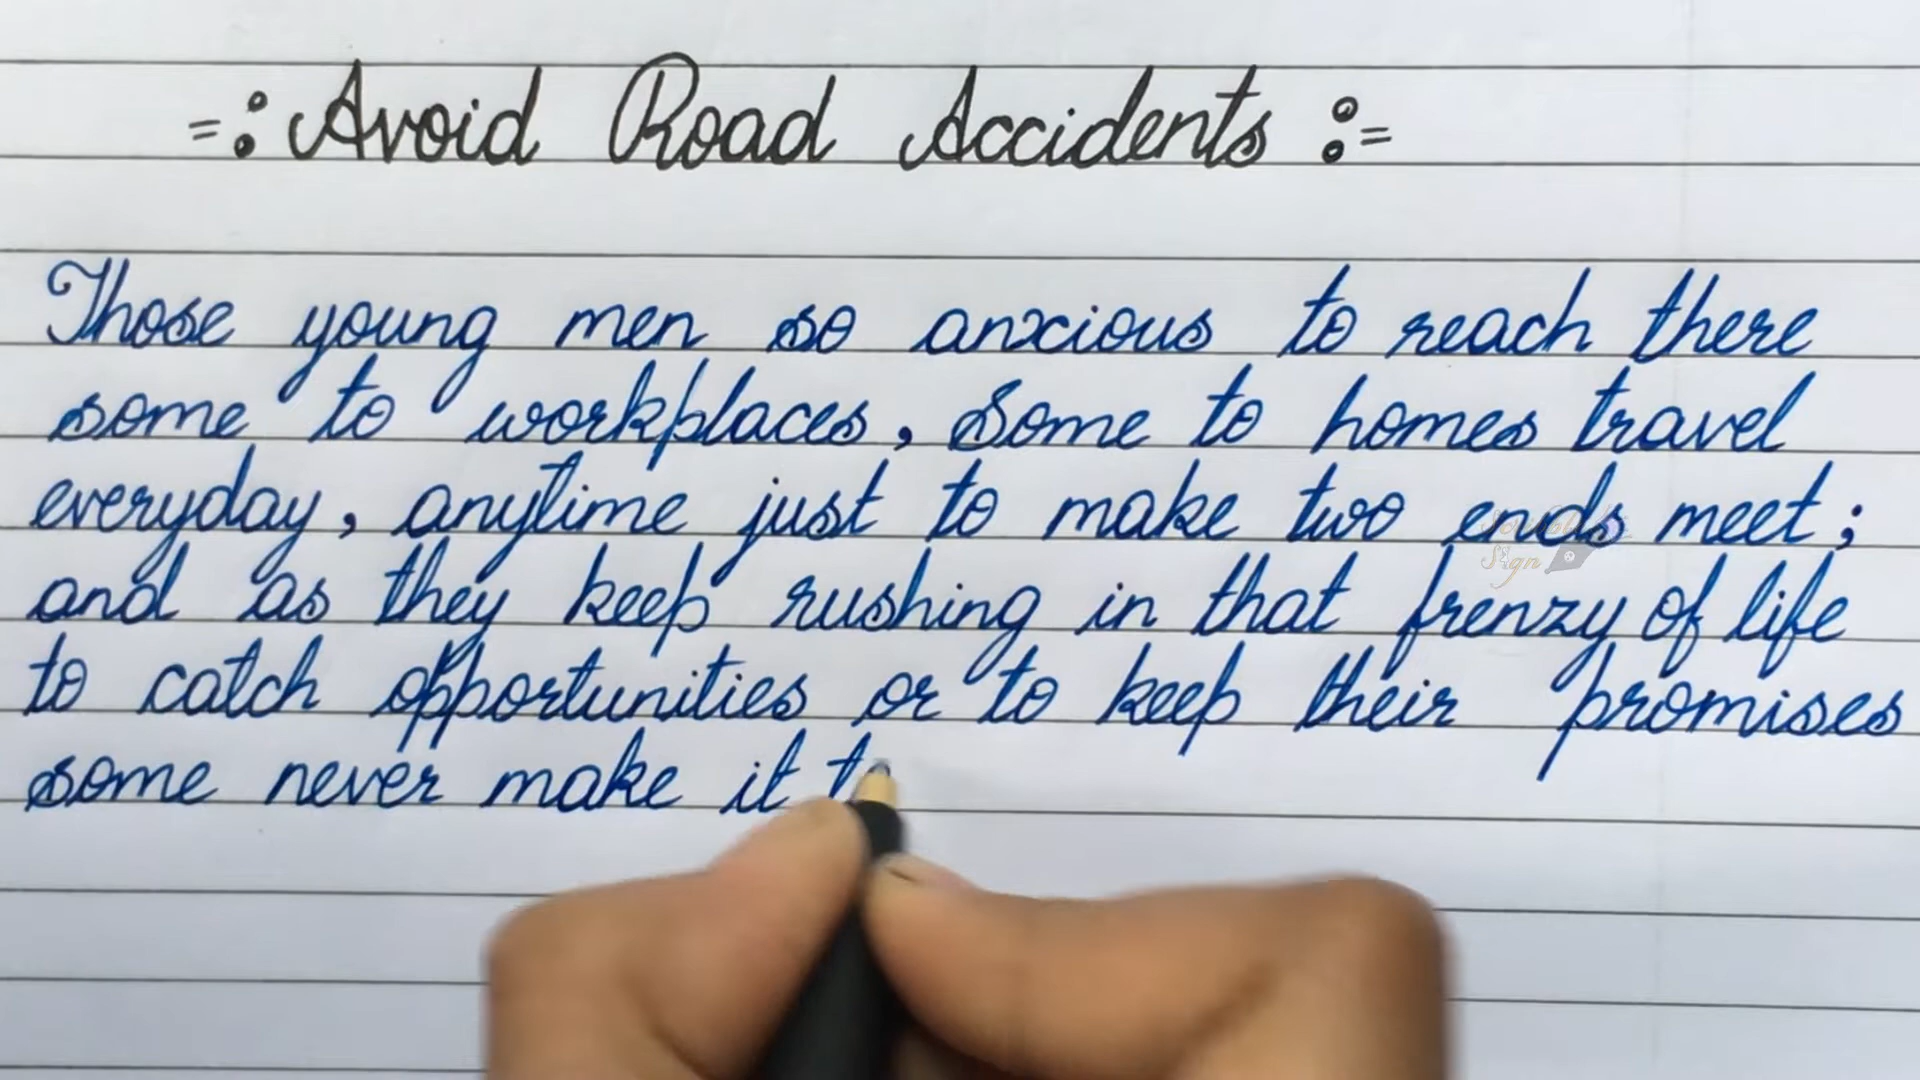 =: Avoid Road Accidents :=
Those young men so anxious to reach there
some to workplaces, Some to homes travel
everyday, anytime just to make two ends meet;
and as they keep rushing in that frenzy of life
to catch opportunities or to keep their promises
some never make it
Sign